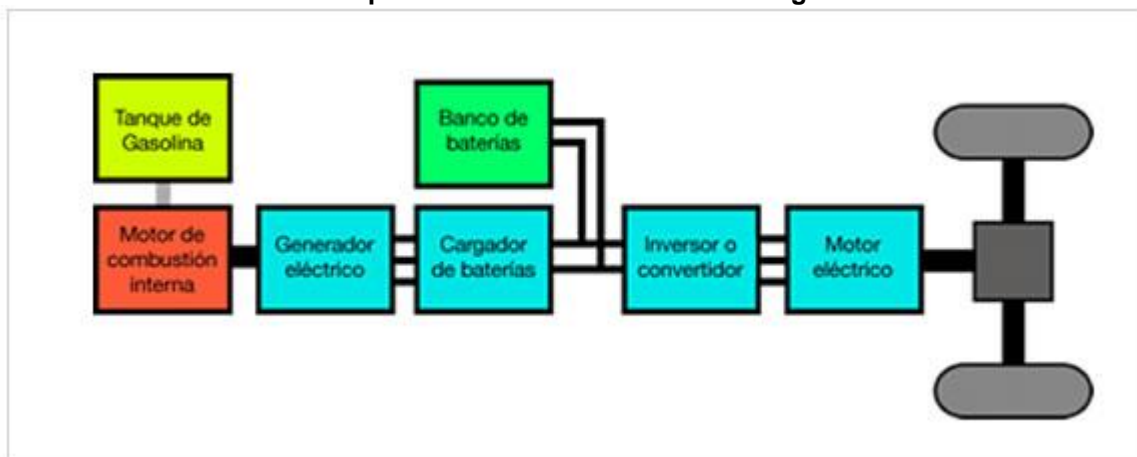 Tanque de
Gasolina
Banco de
baterías
Motor de
combustión
interna
Generador
eléctrico
Cargador
de baterías
Inversor o
convertidor
Motor
eléctrico